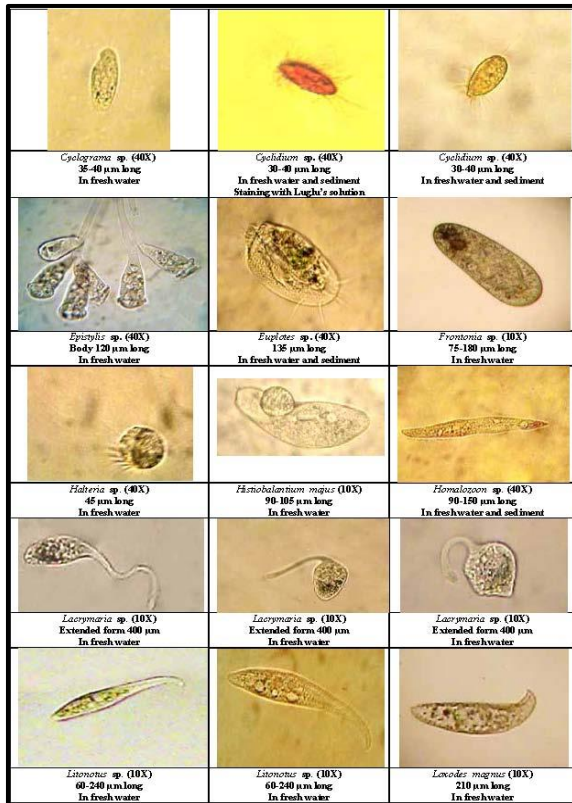 Cyclograma sp. (40X)
35-40 µm long
In fresh water
Cyclidium sp. (40X)
30-40 µm long
In fresh water and sediment
Staining with Luglu's solution
Cyclidium sp. (40X)
30-40 µm long
In fresh water and sediment
Epistylis sp. (40X)
Body 120 µm long
In fresh water
Euplotes sp. (40X)
135 µm long
In fresh water and sediment
Frontonia sp. (10X)
75-180 µm long
In fresh water
Halteria sp. (40X)
45 µm long
In fresh water
Histiobalantium majus (10X)
90-105 µm long
In fresh water
Homalozoon sp. (40X)
90-150 µm long
In fresh water and sediment
Lacrymaria sp. (10X)
Extended form 400 µm
In fresh water
Lacrymaria sp. (10X)
Extended form 400 µm
In fresh water
Lacrymaria sp. (10X)
Extended form 400 µm
In fresh water
Litonotus sp. (10X)
60-240 µm long
In fresh water
Litonotus sp. (10X)
60-240 µm long
In fresh water
Loxodes magnus (10X)
210 µm long
In fresh water